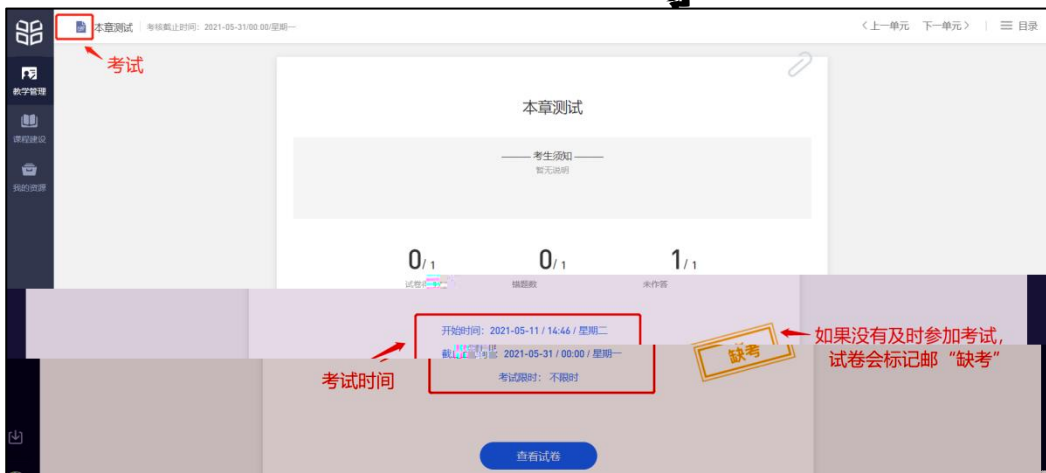 本章测试 考核截止时间：2021-05-31/00:00/星期一
〈上一单元 下一单元〉 目录
考试
教学管理
课程建设
我的资源
本章测试
考生须知
暂无说明
0/1 0/1 1/1
错题数 未作答
开始时间：2021-05-11 / 14:46 / 星期二
2021-05-31 / 00:00 / 星期一
考试限时：不限时
考试时间
缺考
如果没有及时参加考试，
试卷会标记邮“缺考”
查看试卷